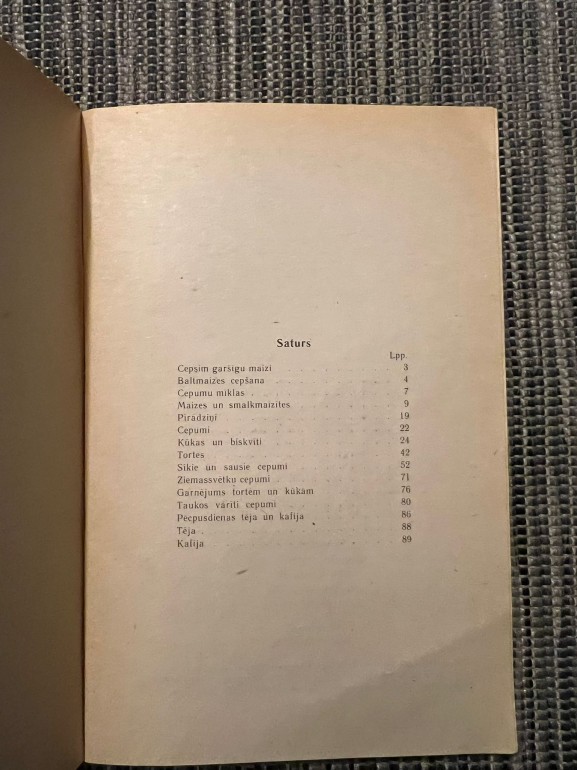 Saturs
Lpp.
Cepsim garšīgu maizi 3
Baltmaizes cepšana 4
Cepumu mīklas 7
Maizes un smalkmaizītes 9
Pīrādziņi 19
Cepumi 22
Kūkas un biskvīti 24
Tortes 42
Sīkie un sausie cepumi 52
Ziemassvētku cepumi 71
Garnējums tortēm un kūkām 76
Taukos vārīti cepumi 80
Pēcpusdienas tēja un kafija 86
Tēja 88
Kafija 89